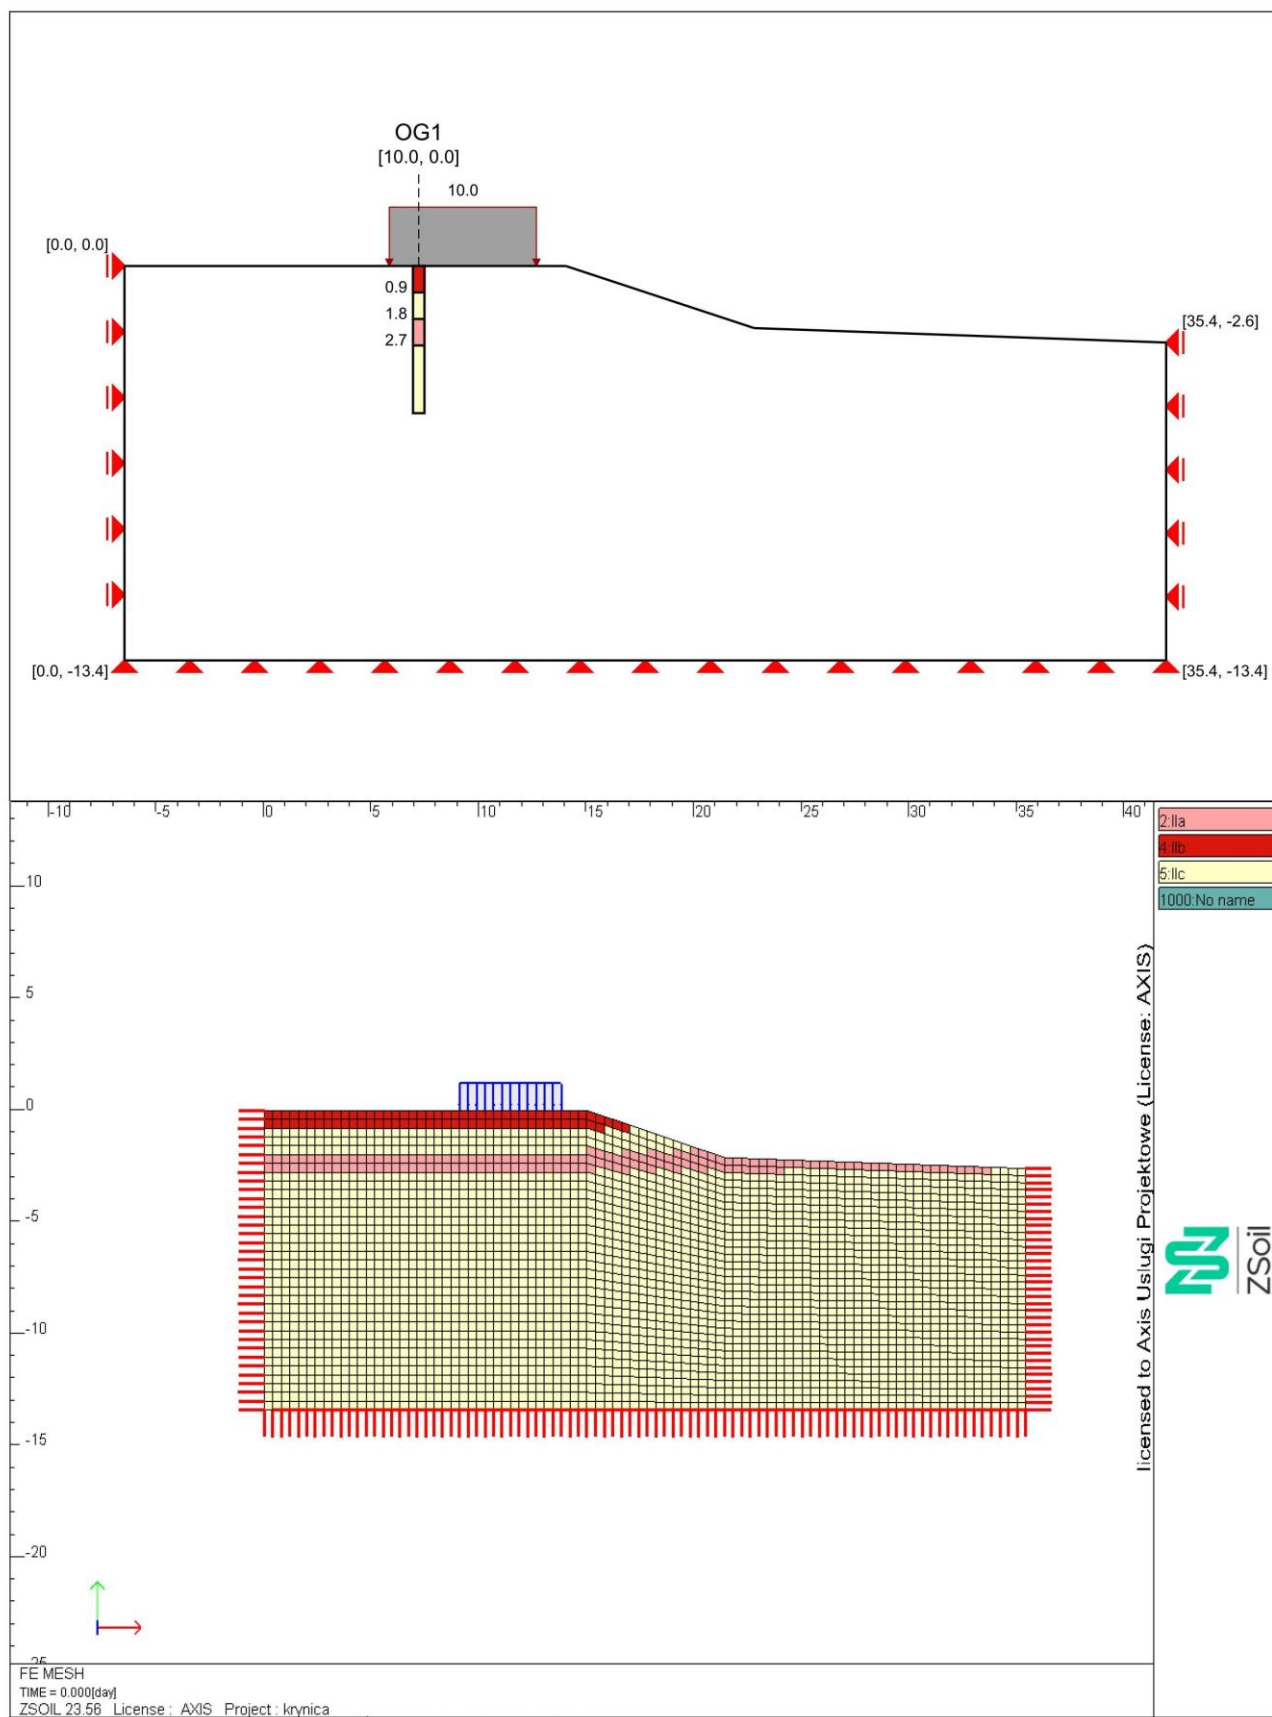 OG1
[10.0, 0.0]
10.0
[0.0, 0.0]
0.9
1.8
2.7
[35.4, -2.6]
[0.0, -13.4]
[35.4, -13.4]
-10 -5 0 5 10 15 20 25 30 35 40
2:IIa
4:IIb
5:IIc
1000:No name
10
5
0
-5
-10
-15
-20
-25
licensed to Axis Uslugi Projektowe (License: AXIS)
ZSoil
FE MESH
TIME = 0.000[day]
ZSOIL 23.56 License : AXIS Project : krynica